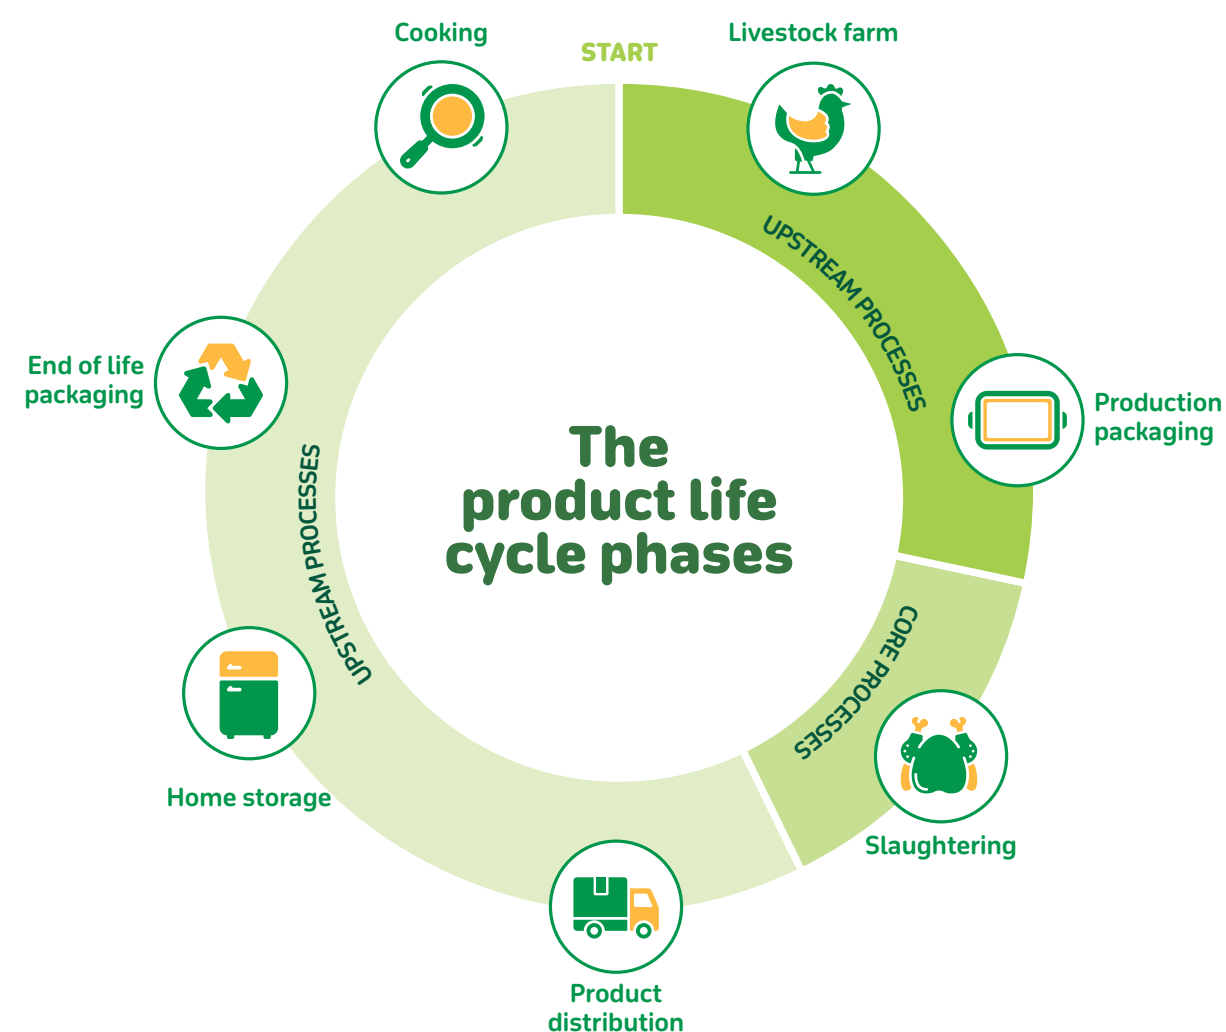 Cooking
START
Livestock farm
UPSTREAM PROCESSES
Production
packaging
CORE PROCESSES
Slaughtering
Product
distribution
Home storage
UPSTREAM PROCESSES
End of life
packaging
The
product life
cycle phases